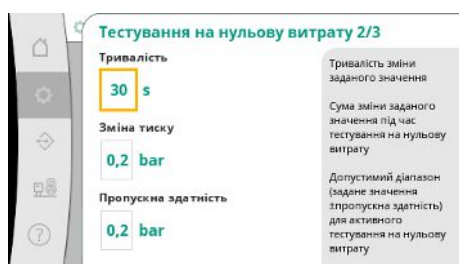 Тестування на нульову витрату 2/3
Тривалість
30 s
Зміна тиску
0,2 bar
Пропускна здатність
0,2 bar
Тривалість зміни
заданого значення
Сума зміни заданого
значення під час
тестування на нульову
витрату
Допустимий діапазон
(задане значення
±пропускна здатність)
для активного
тестування на нульову
витрату